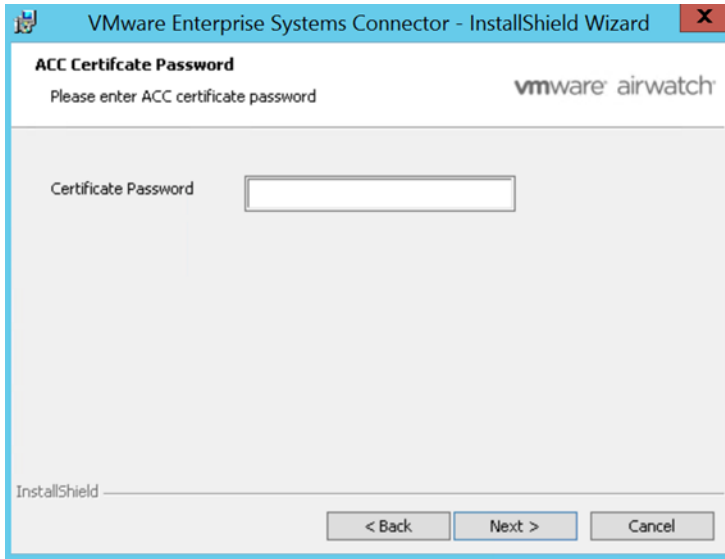 VMware Enterprise Systems Connector - InstallShield Wizard
X
ACC Certifcate Password
Please enter ACC certificate password
vmware airwatch
Certificate Password
InstallShield
< Back Next > Cancel